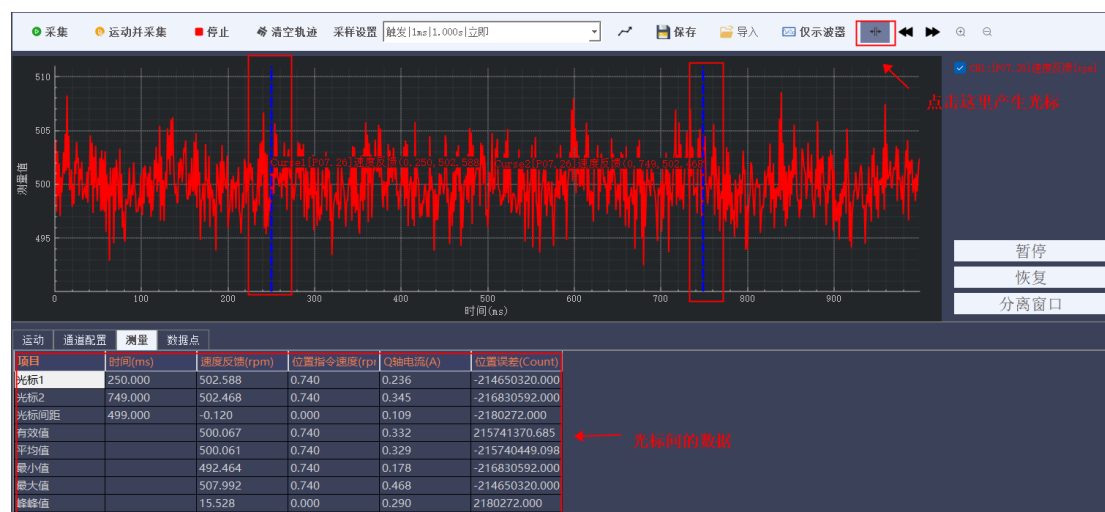 采集 运动并采集 停止 清空轨迹 采样设置 触发|1ms|1.000s|立即 保存 导入 仅示波器
510
505
500
495
测量值
Curse1[P07.26]速度反馈(0.250,502.588) Curse2[P07.26]速度反馈(0.749,502.468)
0 100 200 300 400 500 600 700 800 900
时间(ms)
点击这里产生光标
暂停
恢复
分离窗口
运动 通道配置 测量 数据点
项目 时间(ms) 速度反馈(rpm) 位置指令速度(rpr Q轴电流(A) 位置误差(Count)
光标1 250.000 502.588 0.740 0.236 -214650320.000
光标2 749.000 502.468 0.740 0.345 -216830592.000
光标间距 499.000 -0.120 0.000 0.109 -2180272.000
有效值 500.067 0.740 0.332 215741370.685
平均值 500.061 0.740 0.329 -215740449.098
最小值 492.464 0.740 0.178 -216830592.000
最大值 507.992 0.740 0.468 -214650320.000
峰峰值 15.528 0.000 0.290 2180272.000
光标间的数据